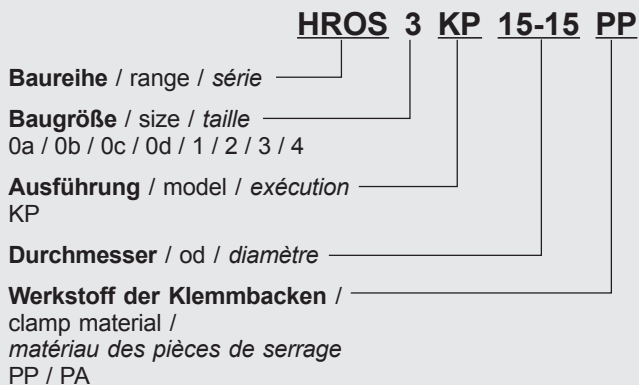 HROS 3 KP 15-15 PP
Baureihe / range / série
Baugröße / size / taille
0a / 0b / 0c / 0d / 1 / 2 / 3 / 4
Ausführung / model / exécution
KP
Durchmesser / od / diamètre
Werkstoff der Klemmbacken /
clamp material /
matériau des pièces de serrage
PP / PA